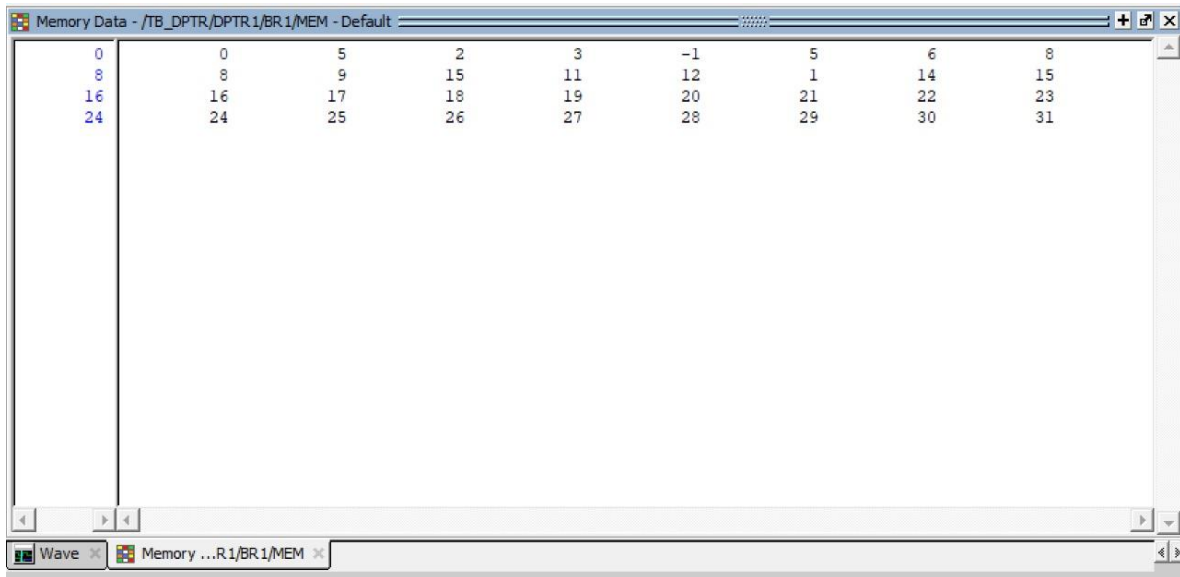 Memory Data - /TB_DPTR/DPTR1/BR1/MEM - Default
0 0 5 2 3 -1 5 6 8
8 8 9 15 11 12 1 14 15
16 16 17 18 19 20 21 22 23
24 24 25 26 27 28 29 30 31
Wave Memory ...R1/BR1/MEM